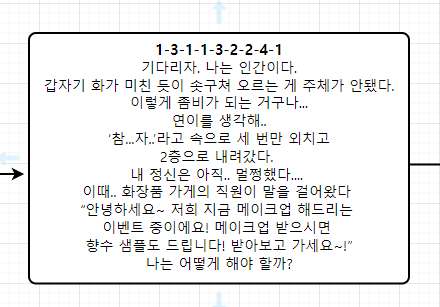 1-3-1-1-3-2-2-4-1
기다리자. 나는 인간이다.
갑자기 화가 미친 듯이 솟구쳐 오르는 게 주체가 안됐다.
이렇게 좀비가 되는 거구나...
연이를 생각해..
‘참...자..’라고 속으로 세 번만 외치고
2층으로 내려갔다.
내 정신은 아직.. 멀쩡했다....
이때.. 화장품 가게의 직원이 말을 걸어왔다
“안녕하세요~ 저희 지금 메이크업 해드리는
이벤트 중이에요! 메이크업 받으시면
향수 샘플도 드립니다! 받아보고 가세요~!”
나는 어떻게 해야 할까?